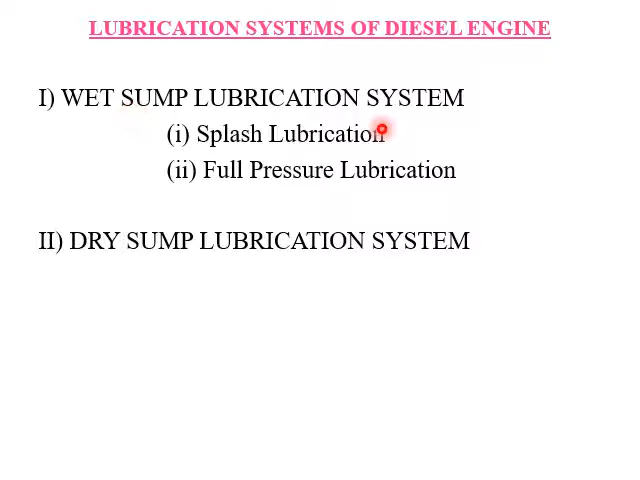 LUBRICATION SYSTEMS OF DIESEL ENGINE
I) WET SUMP LUBRICATION SYSTEM
(i) Splash Lubrication
(ii) Full Pressure Lubrication
II) DRY SUMP LUBRICATION SYSTEM